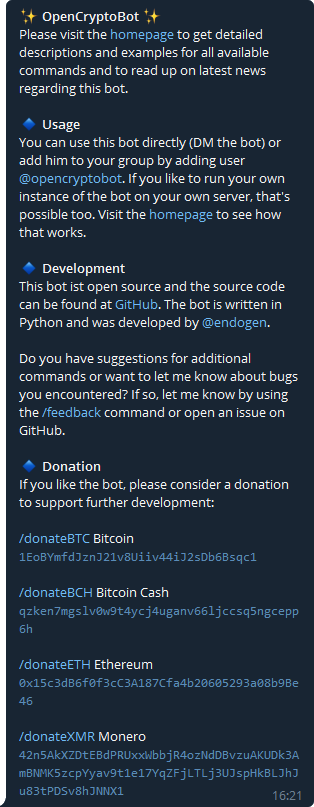 ✨ OpenCryptoBot ✨
Please visit the homepage to get detailed
descriptions and examples for all available
commands and to read up on latest news
regarding this bot.
🔷 Usage
You can use this bot directly (DM the bot) or
add him to your group by adding user
@opencryptobot. If you like to run your own
instance of the bot on your own server, that's
possible too. Visit the homepage to see how
that works.
🔷 Development
This bot ist open source and the source code
can be found at GitHub. The bot is written in
Python and was developed by @endogen.
Do you have suggestions for additional
commands or want to let me know about bugs
you encountered? If so, let me know by using
the /feedback command or open an issue on
GitHub.
🔷 Donation
If you like the bot, please consider a donation
to support further development:
/donateBTC Bitcoin
1EoBYmfdJznJ21v8Uiiv44iJ2sDb6Bsqc1
/donateBCH Bitcoin Cash
qzken7mgslv0w9t4ycj4uganv66ljccsq5ngcepp
6h
/donateETH Ethereum
0x15c3dB6f0f3cC3A187Cfa4b20605293a08b9Be
46
/donateXMR Monero
42n5AkXZDtEBdPRUxxWbbjR4ozNdDBvzuAKUDk3A
mBNMK5zcpYyav9t1e17YqZFjLTLj3UJspHkBLJhJ
u83tPDSv8hJNNX1
16:21